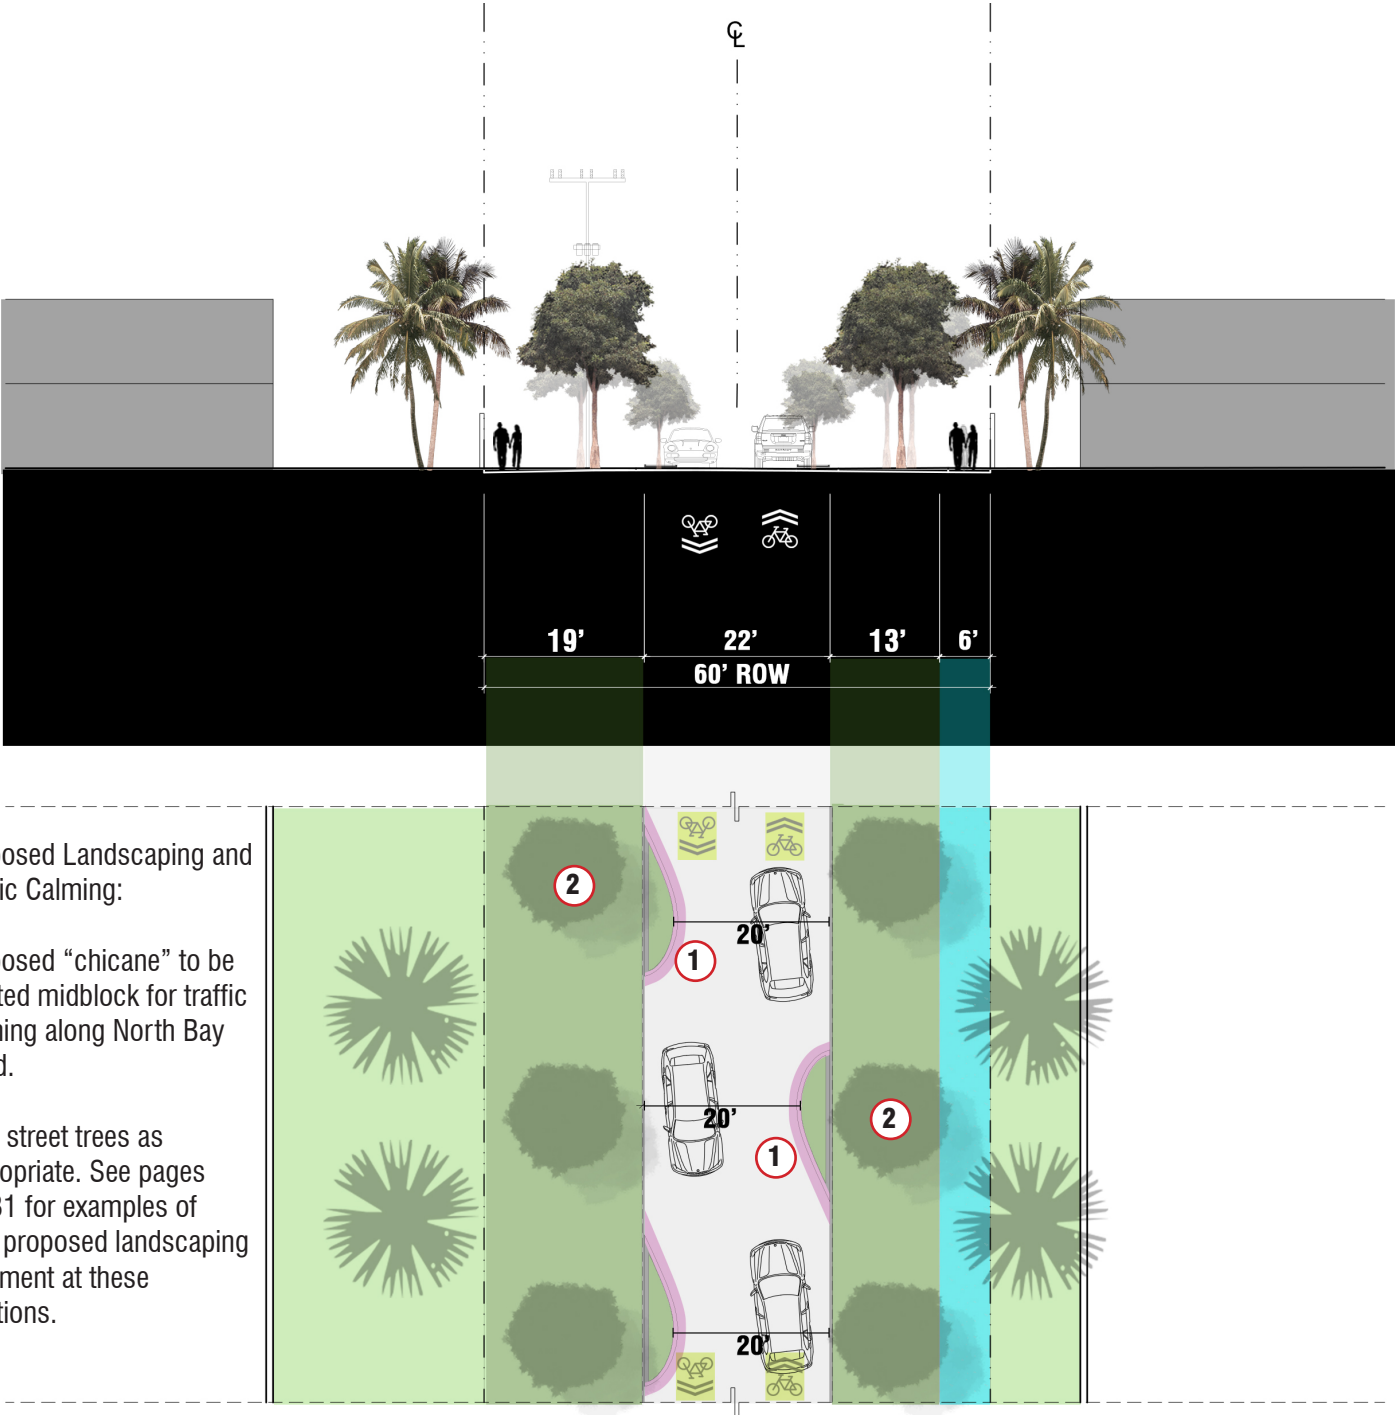 ℄
19’ 22’ 13’ 6’
60’ ROW
posed Landscaping and
ic Calming:
posed “chicane” to be
ted midblock for traffic
ning along North Bay
d.
street trees as
opriate. See pages
31 for examples of
proposed landscaping
ment at these
tions.
2
20’
1
20’
2
1
20’